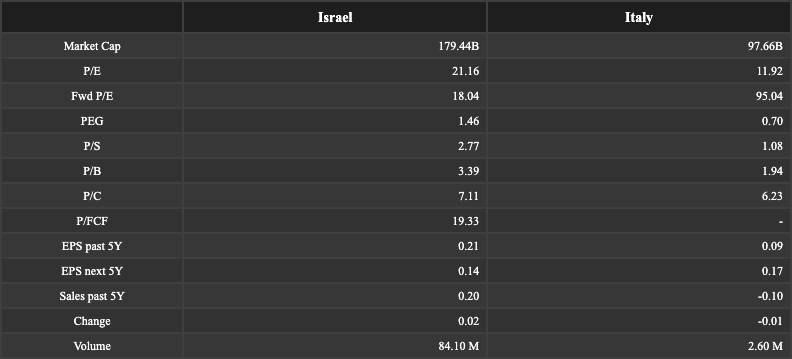 Israel Italy
Market Cap 179.44B 97.66B
P/E 21.16 11.92
Fwd P/E 18.04 95.04
PEG 1.46 0.70
P/S 2.77 1.08
P/B 3.39 1.94
P/C 7.11 6.23
P/FCF 19.33 -
EPS past 5Y 0.21 0.09
EPS next 5Y 0.14 0.17
Sales past 5Y 0.20 -0.10
Change 0.02 -0.01
Volume 84.10 M 2.60 M